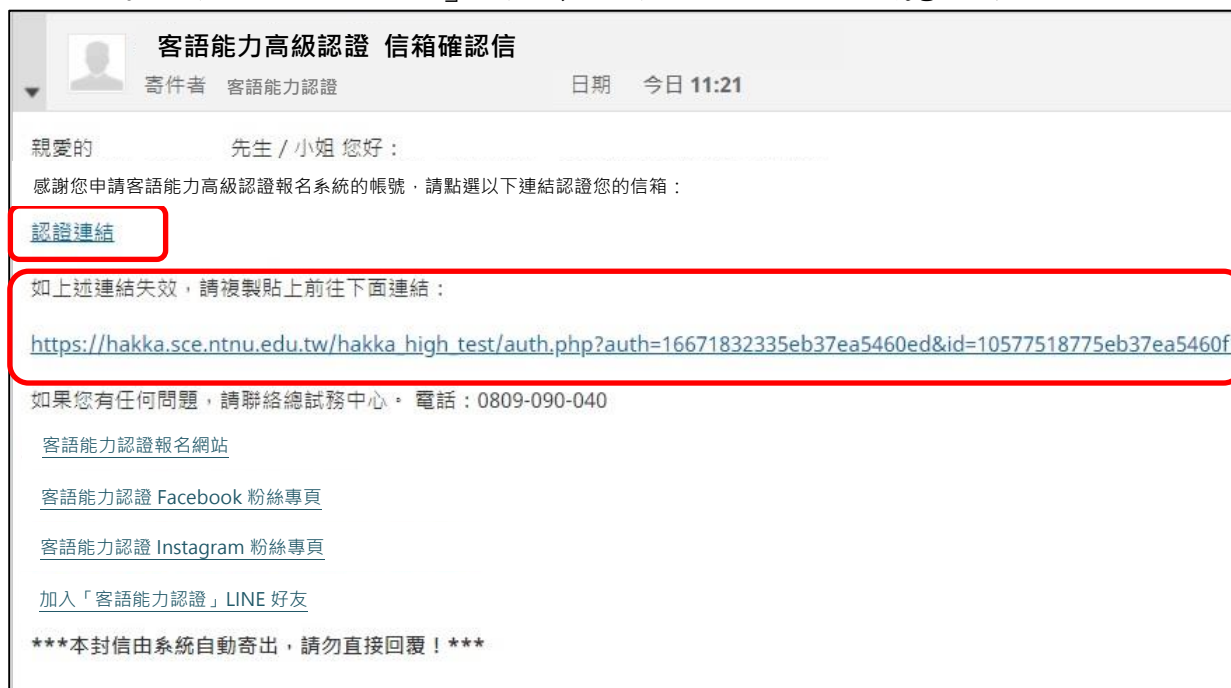 客語能力高級認證 信箱確認信
寄件者 客語能力認證 日期 今日 11:21
親愛的 先生 / 小姐 您好：
感謝您申請客語能力高級認證報名系統的帳號，請點選以下連結認證您的信箱：
認證連結
如上述連結失效，請複製貼上前往下面連結：
https://hakka.sce.ntnu.edu.tw/hakka_high_test/auth.php?auth=16671832335eb37ea5460ed&id=10577518775eb37ea5460f
如果您有任何問題，請聯絡總試務中心。 電話：0809-090-040
客語能力認證報名網站
客語能力認證 Facebook 粉絲專頁
客語能力認證 Instagram 粉絲專頁
加入「客語能力認證」LINE 好友
***本封信由系統自動寄出，請勿直接回覆！***